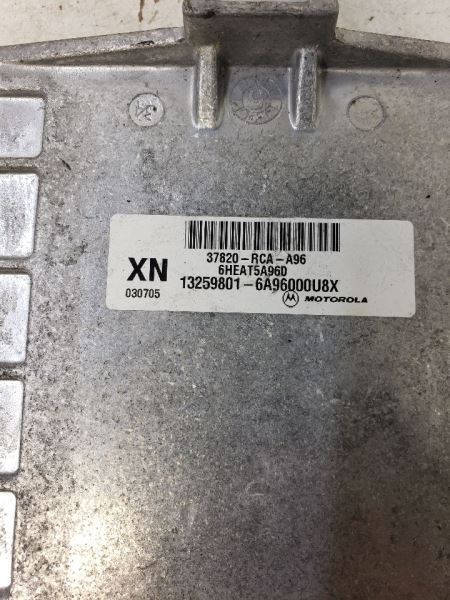 37820-RCA-A96
6HEAT5A96D
XN
13259801-6A96000U8X
030705
MOTOROLA